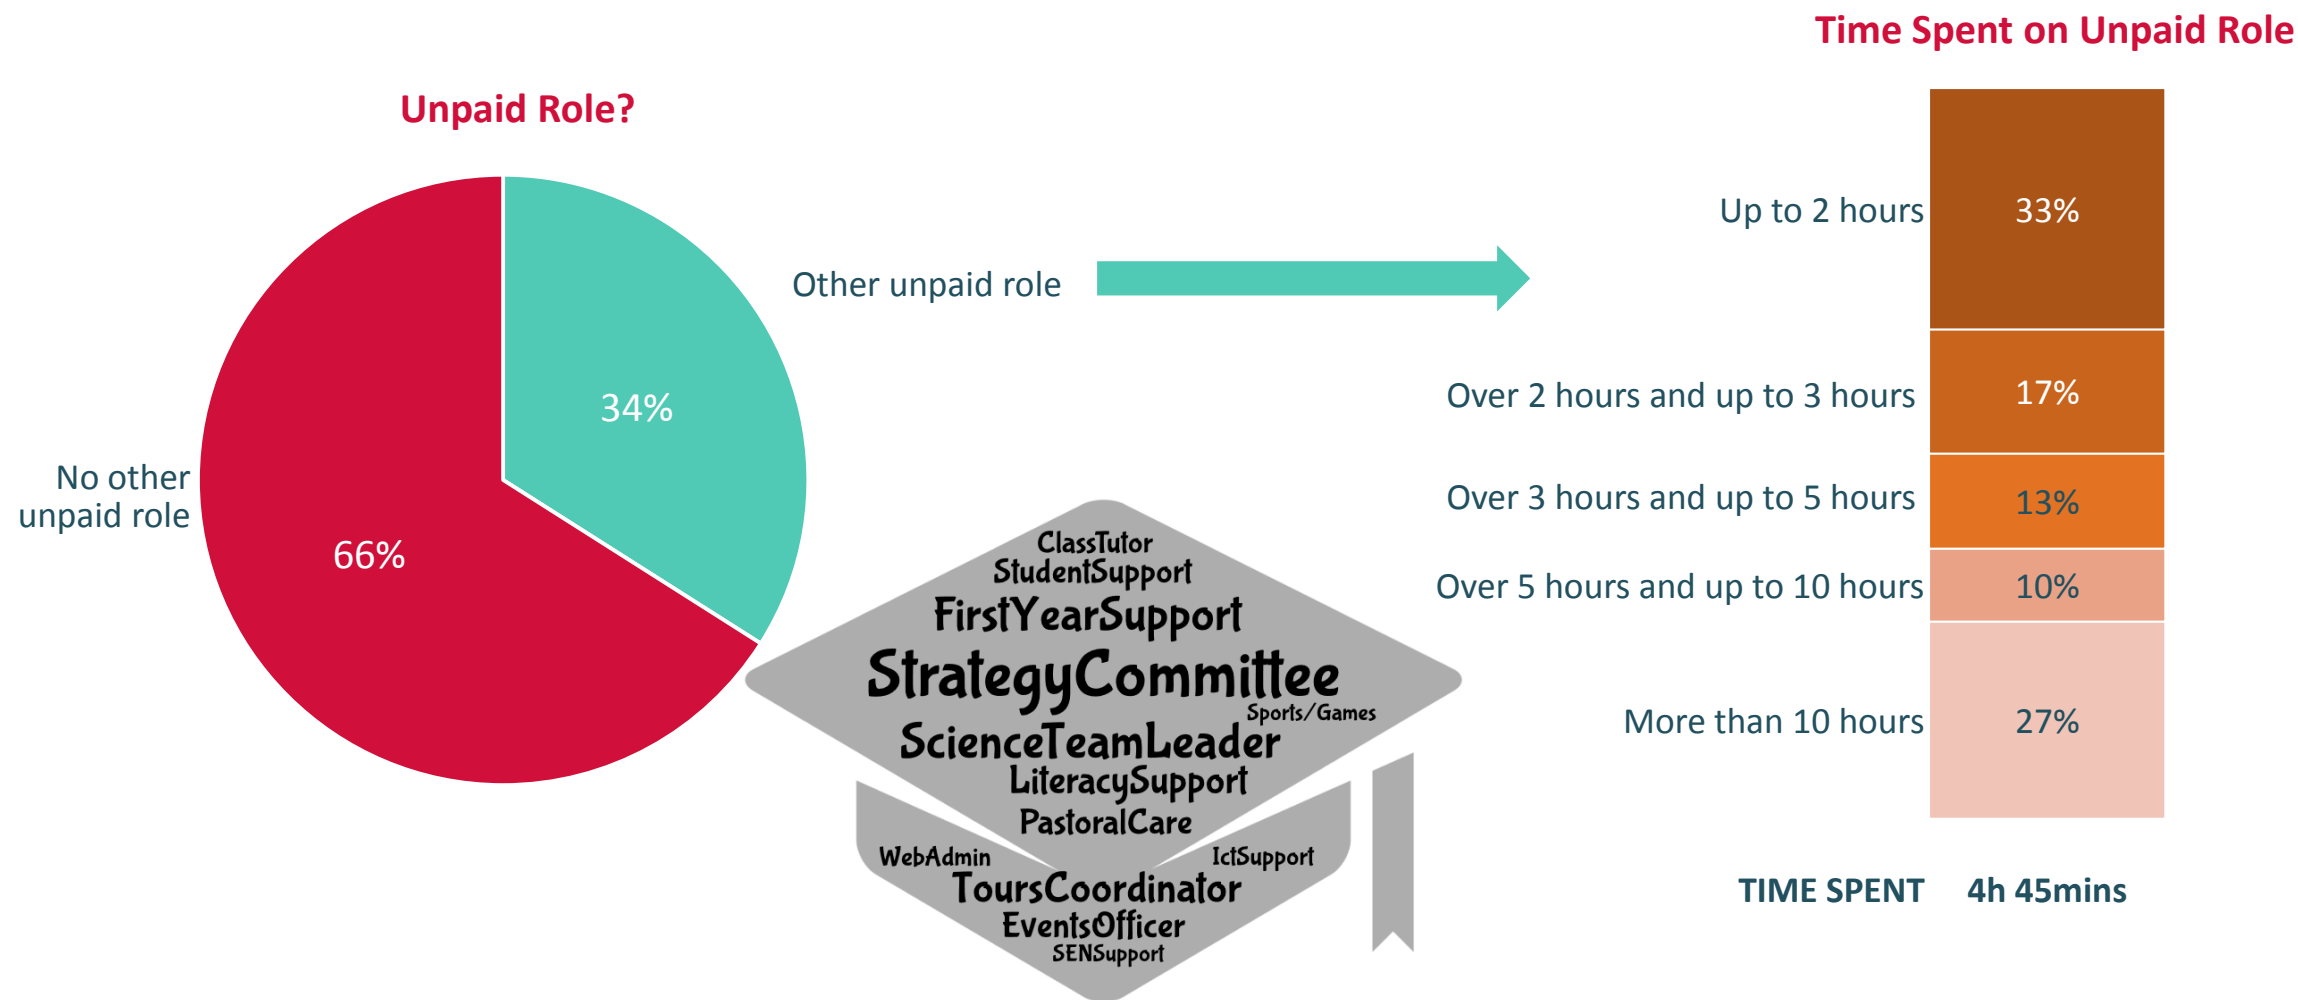 Unpaid Role?
34%
66%
No other
unpaid role
Other unpaid role
ClassTutor
StudentSupport
FirstYearSupport
StrategyCommittee
Sports/Games
ScienceTeamLeader
LiteracySupport
PastoralCare
WebAdmin
IctSupport
ToursCoordinator
EventsOfficer
SENSupport
Time Spent on Unpaid Role
Up to 2 hours 33%
Over 2 hours and up to 3 hours 17%
Over 3 hours and up to 5 hours 13%
Over 5 hours and up to 10 hours 10%
More than 10 hours 27%
TIME SPENT 4h 45mins